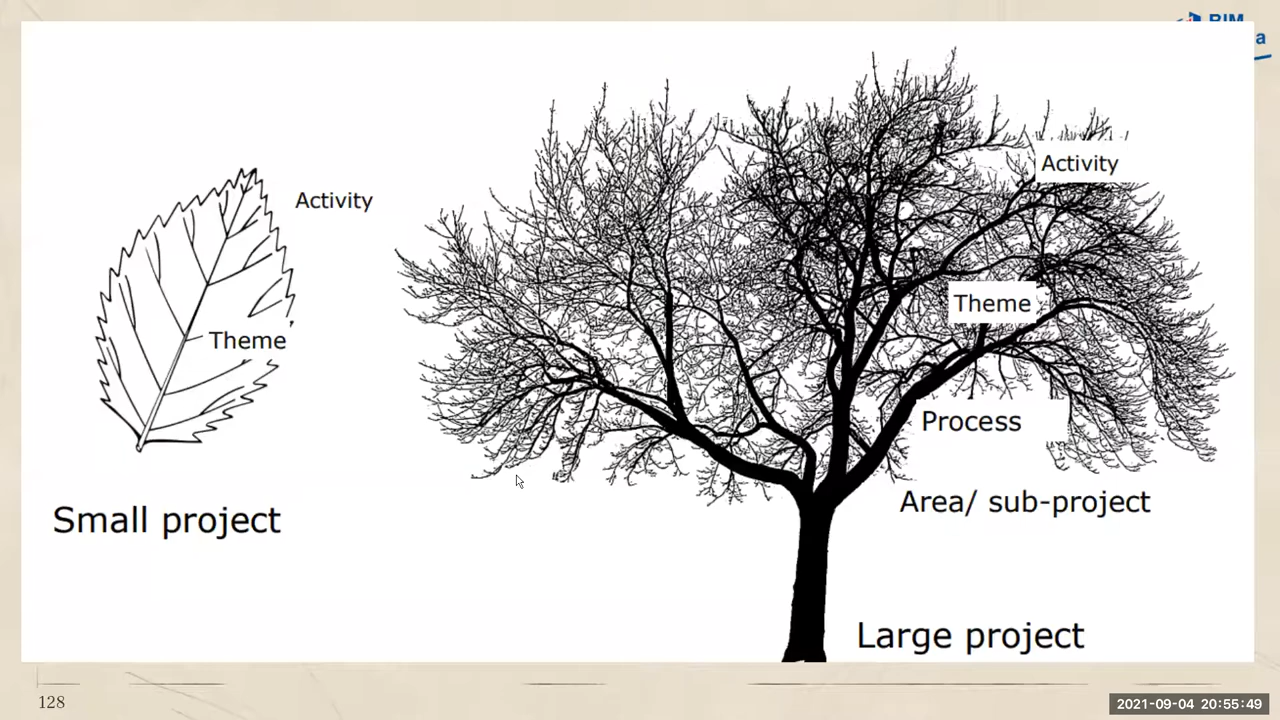 BIM
a
Activity
Activity
Theme
Theme
Process
Area/ sub-project
Small project
Large project
128
2021-09-04 20:55:49